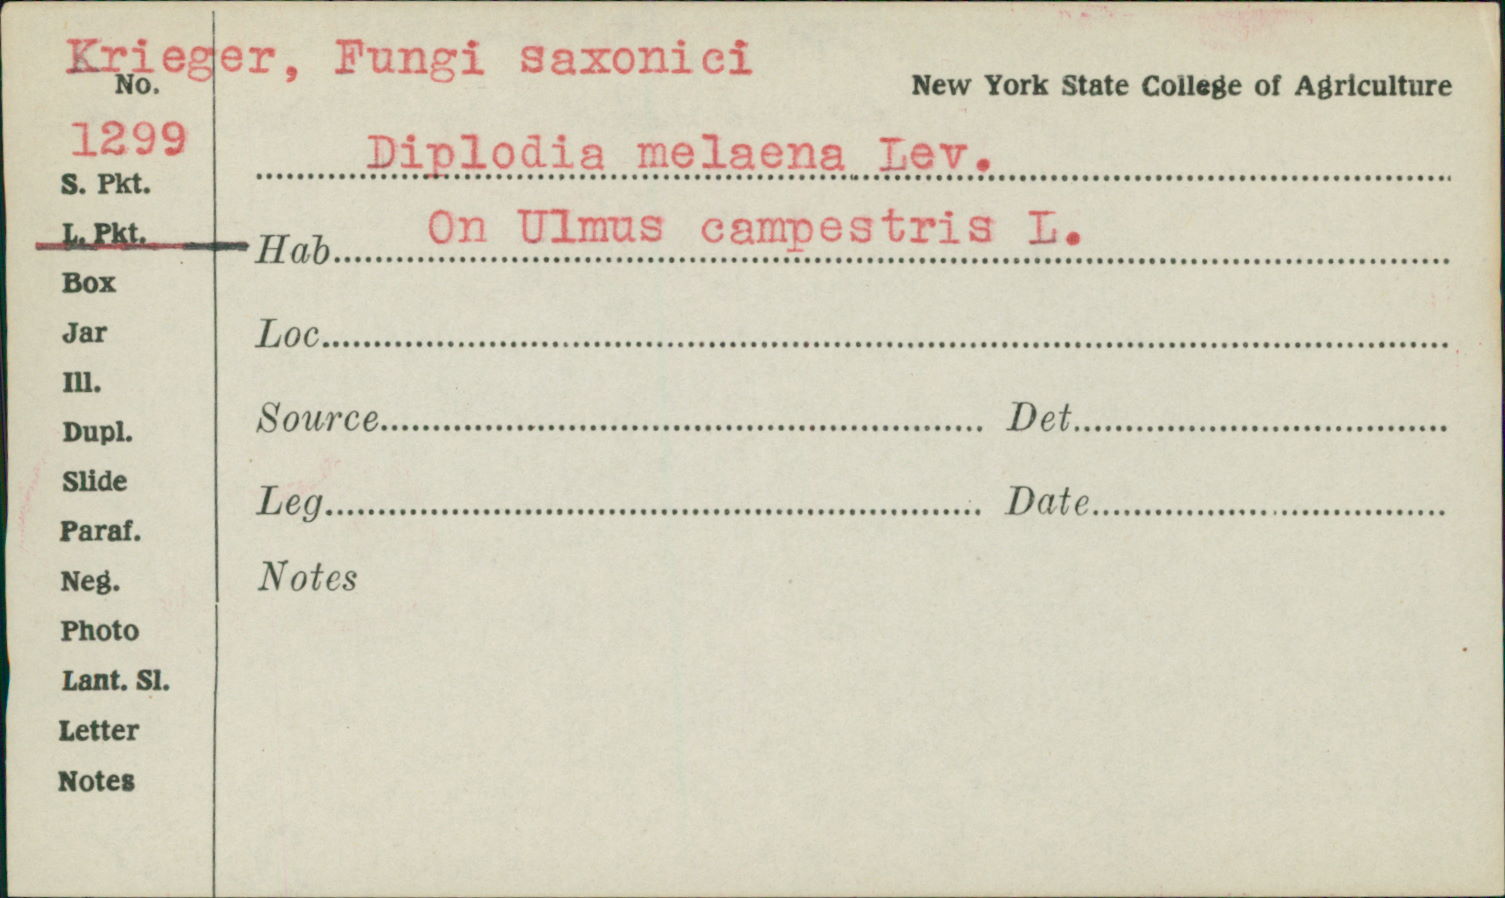 Krieger, Fungi saxonici
No.
New York State College of Agriculture
1299
Diplodia melaena Lev.
S. Pkt.
On Ulmus campestris L.
L. Pkt.
Hab
Box
Loc
Jar
Ill.
Source Det
Dupl.
Slide
Leg Date
Paraf.
Notes
Neg.
Photo
Lant. Sl.
Letter
Notes